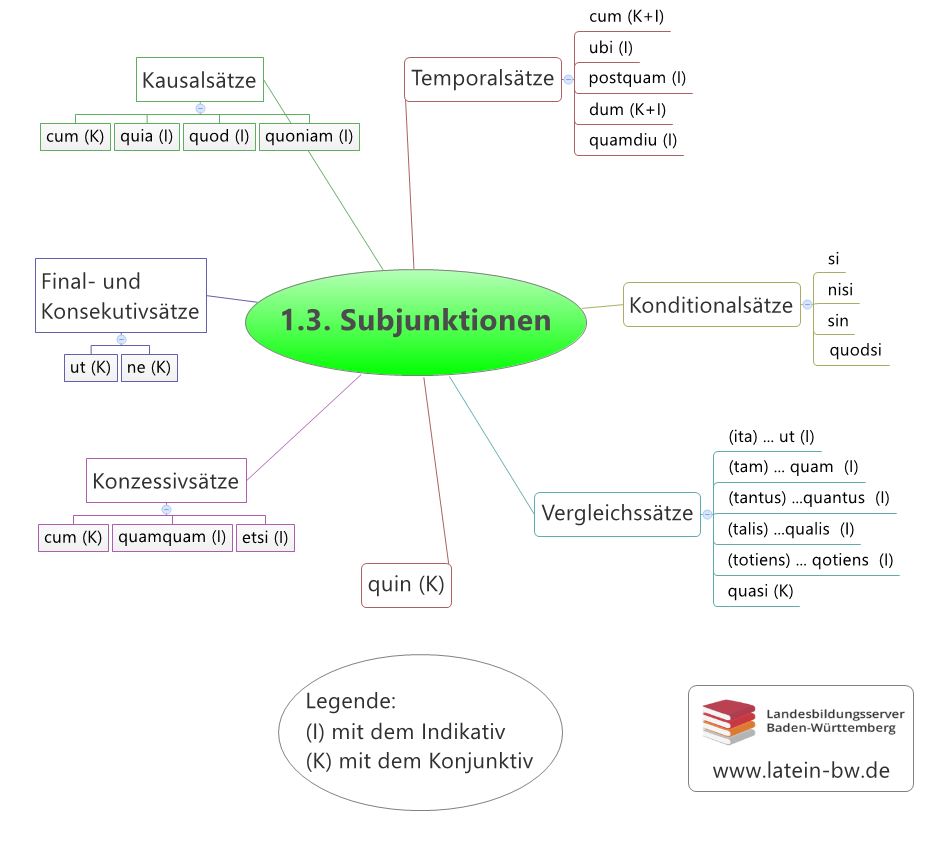 1.3. Subjunktionen
Kausalsätze
cum (K)
quia (I)
quod (I)
quoniam (I)
Temporalsätze
cum (K+I)
ubi (I)
postquam (I)
dum (K+I)
quamdiu (I)
Final- und
Konsekutivsätze
ut (K)
ne (K)
Konditionalsätze
si
nisi
sin
quodsi
Konzessivsätze
cum (K)
quamquam (I)
etsi (I)
quin (K)
Vergleichssätze
(ita) ... ut (I)
(tam) ... quam (I)
(tantus) ...quantus (I)
(talis) ...qualis (I)
(totiens) ... qotiens (I)
quasi (K)
Legende:
(I) mit dem Indikativ
(K) mit dem Konjunktiv
Landesbildungsserver
Baden-Württemberg
www.latein-bw.de